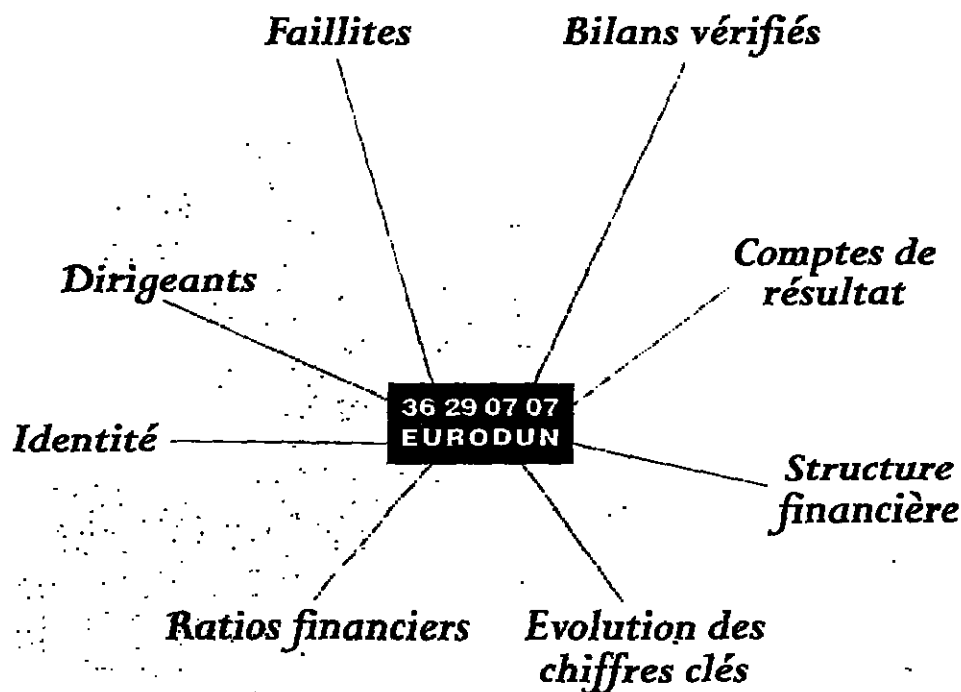 Faillites
Bilans vérifiés
Comptes de
résultat
Dirigeants
36 29 07 07
EURODUN
Identité
Structure
financière
Ratios financiers
Evolution des
chiffres clés